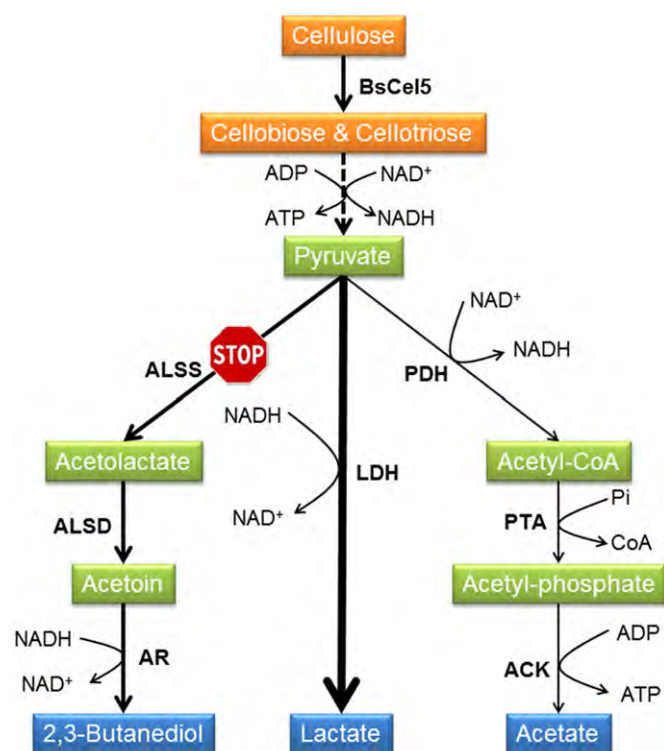 Cellulose
BsCel5
Cellobiose & Cellotriose
ADP NAD⁺
ATP NADH
Pyruvate
NAD⁺
STOP
NADH
ALSS
PDH
NADH
Acetolactate
LDH
Acetyl-CoA
NAD⁺
Pi
ALSD
PTA
CoA
Acetoin
Acetyl-phosphate
NADH
ADP
AR
ACK
NAD⁺
ATP
2,3-Butanediol
Lactate
Acetate